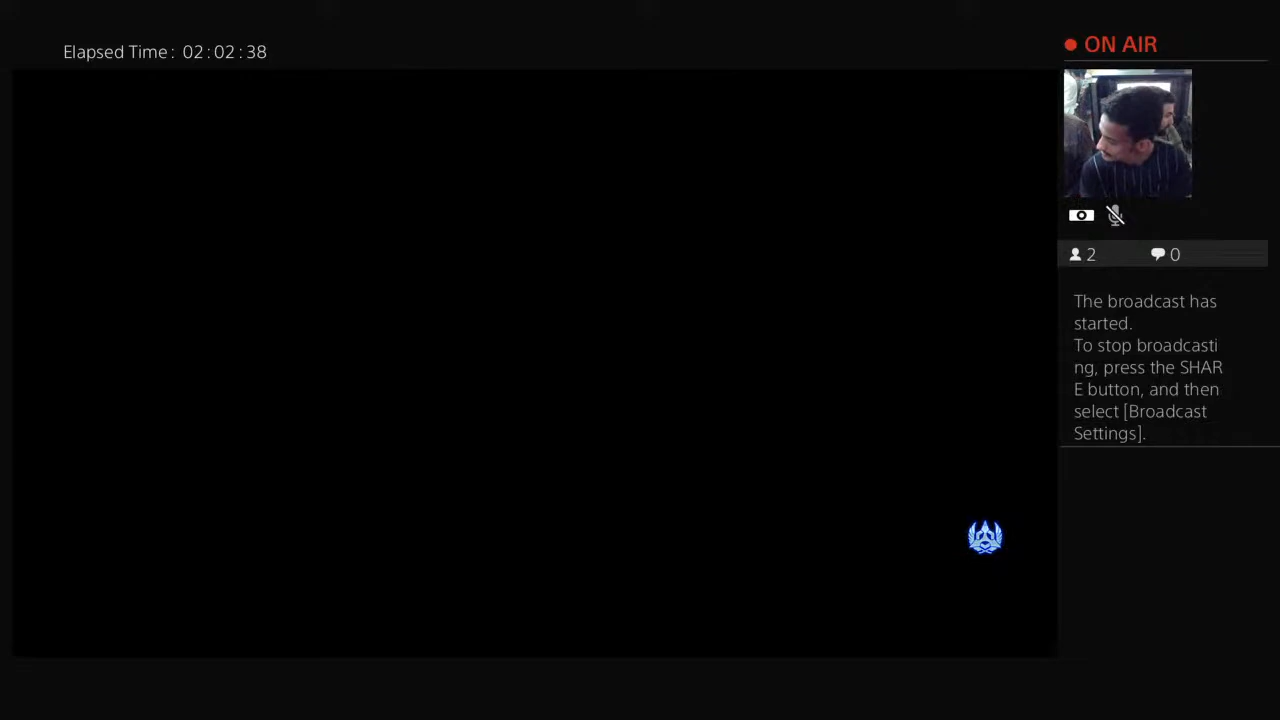 Elapsed Time: 02:02:38
ON AIR
2 0
The broadcast has
started.
To stop broadcasti
ng, press the SHAR
E button, and then
select [Broadcast
Settings].